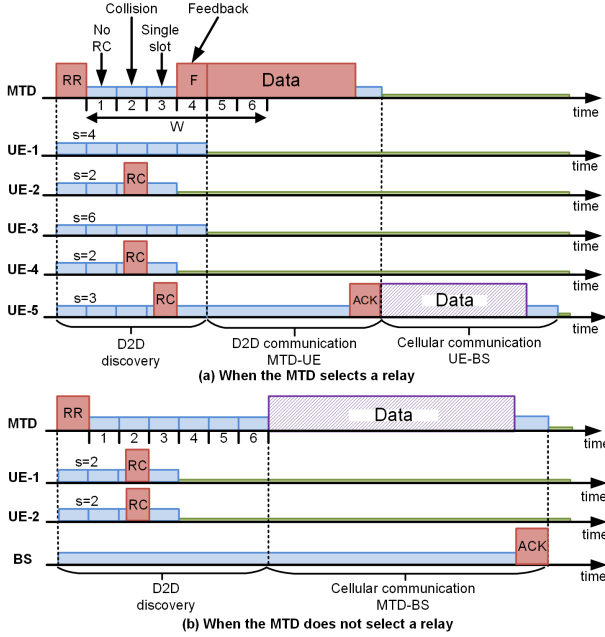 Collision
Feedback
No
RC
Single
slot
RR
F
Data
MTD
1 2 3 4 5 6
time
W
s=4
UE-1
time
s=2
RC
UE-2
time
s=6
UE-3
time
s=2
RC
UE-4
time
s=3
RC
ACK
Data
UE-5
time
D2D
discovery
D2D communication
MTD-UE
Cellular communication
UE-BS
(a) When the MTD selects a relay
RR
Data
MTD
1 2 3 4 5 6
time
s=2
RC
UE-1
time
s=2
RC
UE-2
time
ACK
BS
time
D2D
discovery
Cellular communication
MTD-BS
(b) When the MTD does not select a relay